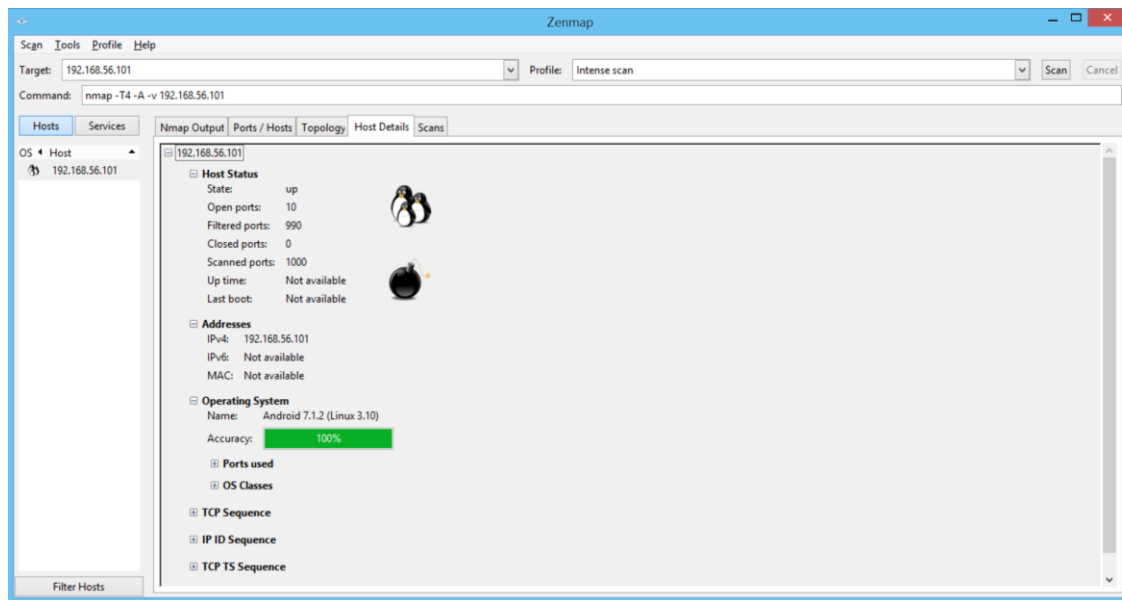 Zenmap
Scan Tools Profile Help
Target: 192.168.56.101 Profile: Intense scan Scan Cancel
Command: nmap -T4 -A -v 192.168.56.101
Hosts Services Nmap Output Ports / Hosts Topology Host Details Scans
OS Host
192.168.56.101
192.168.56.101
Host Status
State: up
Open ports: 10
Filtered ports: 990
Closed ports: 0
Scanned ports: 1000
Up time: Not available
Last boot: Not available
Addresses
IPv4: 192.168.56.101
IPv6: Not available
MAC: Not available
Operating System
Name: Android 7.1.2 (Linux 3.10)
Accuracy: 100%
Ports used
OS Classes
TCP Sequence
IP ID Sequence
TCP TS Sequence
Filter Hosts